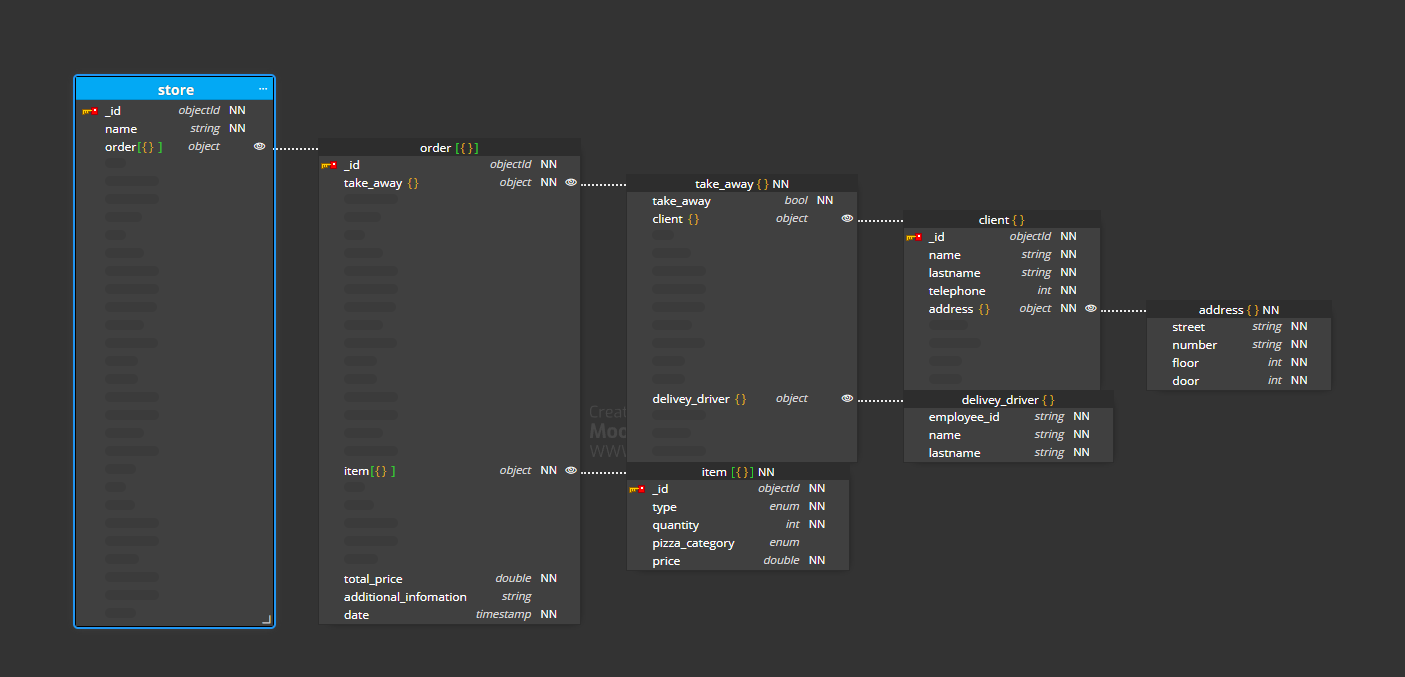 store ...
_id objectId NN
name string NN
order[{} ] object
order [{}]
_id objectId NN
take_away {} object NN
item[{} ] object NN
total_price double NN
additional_infomation string
date timestamp NN
take_away {} NN
take_away bool NN
client {} object
delivey_driver {} object
client {}
_id objectId NN
name string NN
lastname string NN
telephone int NN
address {} object NN
address {} NN
street string NN
number string NN
floor int NN
door int NN
delivey_driver {}
employee_id string NN
name string NN
lastname string NN
item [{}] NN
_id objectId NN
type enum NN
quantity int NN
pizza_category enum
price double NN